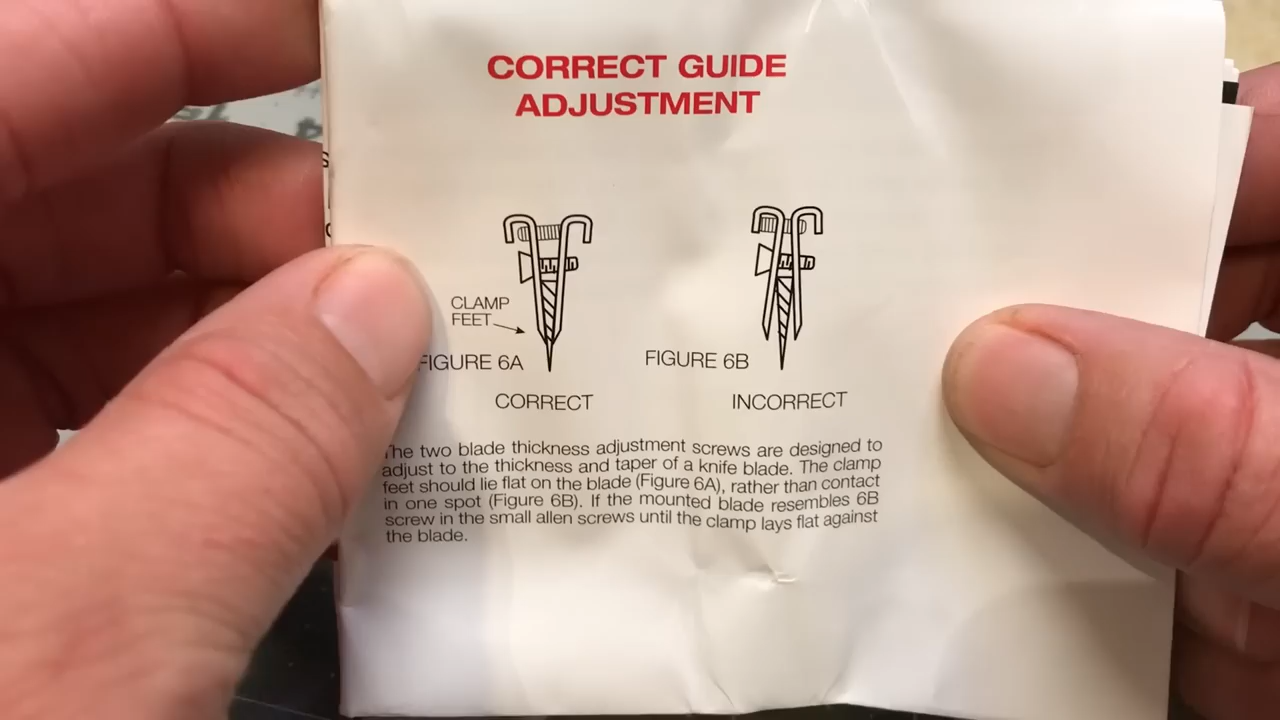 CORRECT GUIDE
ADJUSTMENT
CLAMP
FEET
FIGURE 6A
FIGURE 6B
CORRECT
INCORRECT
The two blade thickness adjustment screws are designed to
adjust to the thickness and taper of a knife blade. The clamp
feet should lie flat on the blade (Figure 6A), rather than contact
in one spot (Figure 6B). If the mounted blade resembles 6B
screw in the small allen screws until the clamp lays flat against
the blade.